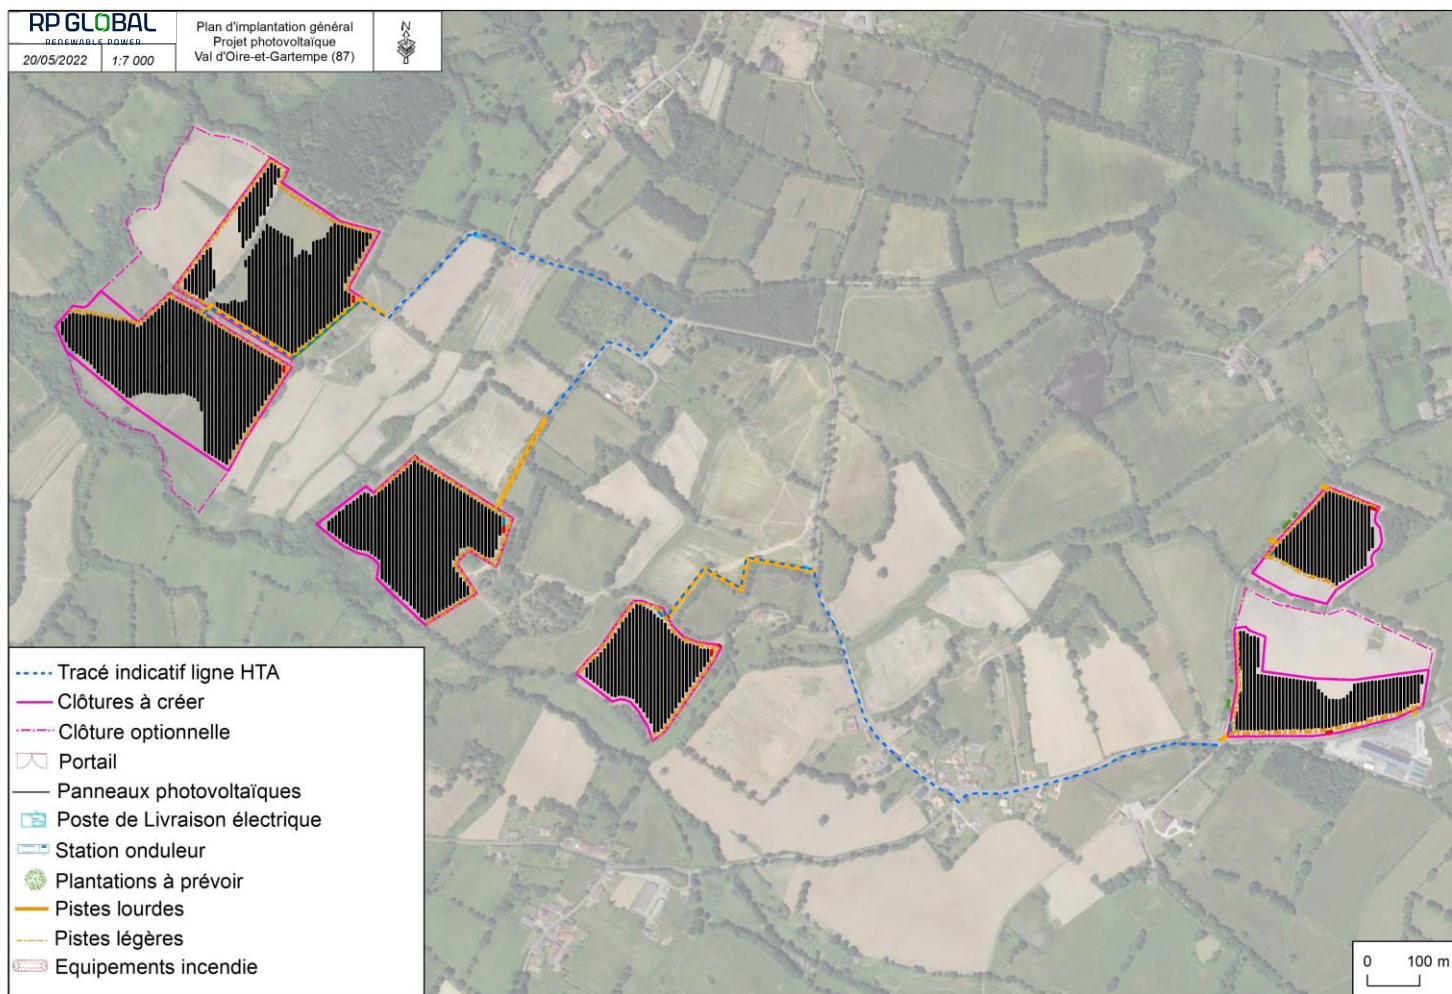 RP GLOBAL
RENEWABLE POWER
20/05/2022
1:7 000
Plan d'implantation général
Projet photovoltaïque
Val d'Oire-et-Gartempe (87)
N
Tracé indicatif ligne HTA
Clôtures à créer
Clôture optionnelle
Portail
Panneaux photovoltaïques
Poste de Livraison électrique
Station onduleur
Plantations à prévoir
Pistes lourdes
Pistes légères
Equipements incendie
0 100 m